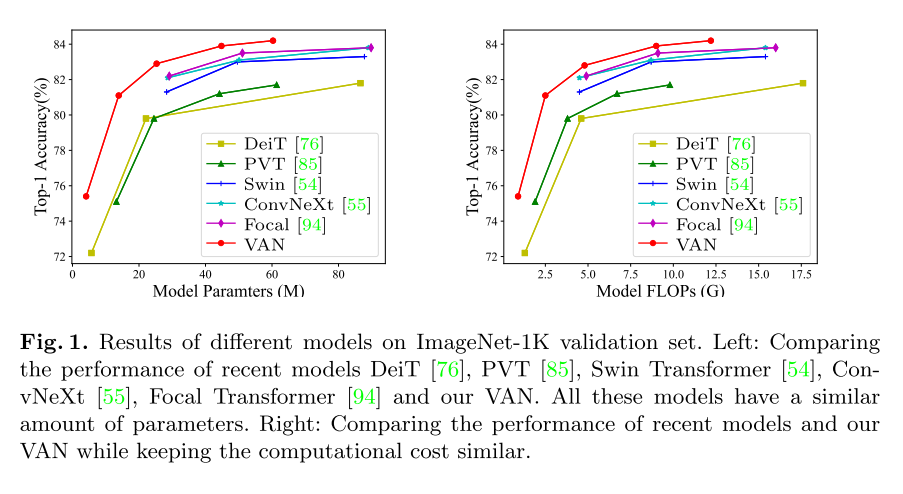 84
82
80
78
76
74
72
Top-1 Accuracy(%)
DeiT [76]
PVT [85]
Swin [54]
ConvNeXt [55]
Focal [94]
VAN
0 20 40 60 80
Model Paramters (M)
84
82
80
78
76
74
72
Top-1 Accuracy(%)
DeiT [76]
PVT [85]
Swin [54]
ConvNeXt [55]
Focal [94]
VAN
2.5 5.0 7.5 10.0 12.5 15.0 17.5
Model FLOPs (G)
Fig. 1. Results of different models on ImageNet-1K validation set. Left: Comparing
the performance of recent models DeiT [76], PVT [85], Swin Transformer [54], Con-
vNeXt [55], Focal Transformer [94] and our VAN. All these models have a similar
amount of parameters. Right: Comparing the performance of recent models and our
VAN while keeping the computational cost similar.